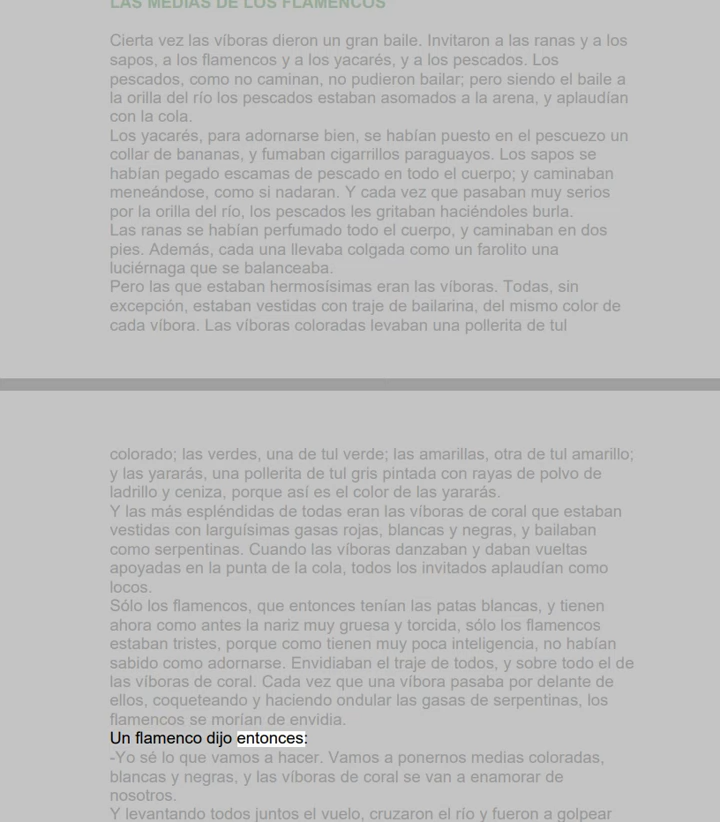 LAS MEDIAS DE LOS FLAMENCOS
Cierta vez las víboras dieron un gran baile. Invitaron a las ranas y a los
sapos, a los flamencos y a los yacarés, y a los pescados. Los
pescados, como no caminan, no pudieron bailar; pero siendo el baile a
la orilla del río los pescados estaban asomados a la arena, y aplaudían
con la cola.
Los yacarés, para adornarse bien, se habían puesto en el pescuezo un
collar de bananas, y fumaban cigarrillos paraguayos. Los sapos se
habían pegado escamas de pescado en todo el cuerpo; y caminaban
meneándose, como si nadaran. Y cada vez que pasaban muy serios
por la orilla del río, los pescados les gritaban haciéndoles burla.
Las ranas se habían perfumado todo el cuerpo, y caminaban en dos
pies. Además, cada una llevaba colgada como un farolito una
luciérnaga que se balanceaba.
Pero las que estaban hermosísimas eran las víboras. Todas, sin
excepción, estaban vestidas con traje de bailarina, del mismo color de
cada víbora. Las víboras coloradas levaban una pollerita de tul
colorado; las verdes, una de tul verde; las amarillas, otra de tul amarillo;
y las yararás, una pollerita de tul gris pintada con rayas de polvo de
ladrillo y ceniza, porque así es el color de las yararás.
Y las más espléndidas de todas eran las víboras de coral que estaban
vestidas con larguísimas gasas rojas, blancas y negras, y bailaban
como serpentinas. Cuando las víboras danzaban y daban vueltas
apoyadas en la punta de la cola, todos los invitados aplaudían como
locos.
Sólo los flamencos, que entonces tenían las patas blancas, y tienen
ahora como antes la nariz muy gruesa y torcida, sólo los flamencos
estaban tristes, porque como tienen muy poca inteligencia, no habían
sabido como adornarse. Envidiaban el traje de todos, y sobre todo el de
las víboras de coral. Cada vez que una víbora pasaba por delante de
ellos, coqueteando y haciendo ondular las gasas de serpentinas, los
flamencos se morían de envidia.
Un flamenco dijo entonces:
-Yo sé lo que vamos a hacer. Vamos a ponernos medias coloradas,
blancas y negras, y las víboras de coral se van a enamorar de
nosotros.
Y levantando todos juntos el vuelo, cruzaron el río y fueron a golpear